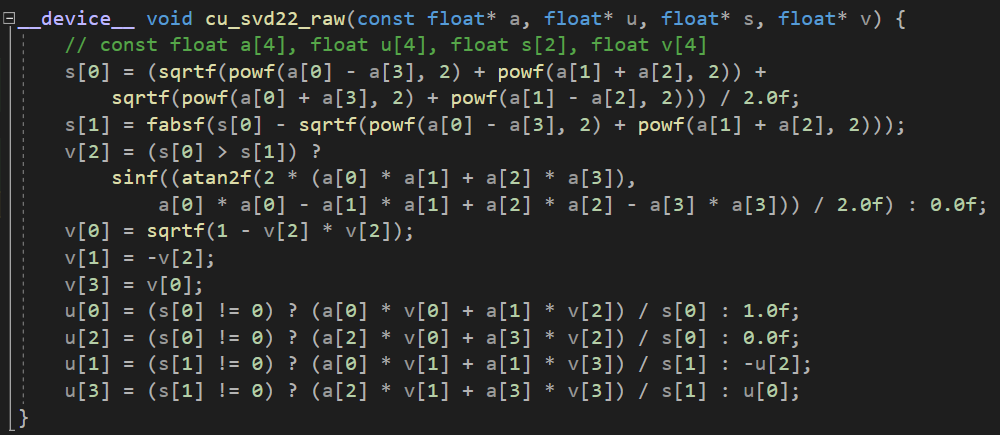 __device__ void cu_svd22_raw(const float* a, float* u, float* s, float* v) {
    // const float a[4], float u[4], float s[2], float v[4]
    s[0] = (sqrtf(powf(a[0] - a[3], 2) + powf(a[1] + a[2], 2)) +
        sqrtf(powf(a[0] + a[3], 2) + powf(a[1] - a[2], 2))) / 2.0f;
    s[1] = fabsf(s[0] - sqrtf(powf(a[0] - a[3], 2) + powf(a[1] + a[2], 2)));
    v[2] = (s[0] > s[1]) ?
        sinf((atan2f(2 * (a[0] * a[1] + a[2] * a[3]),
            a[0] * a[0] - a[1] * a[1] + a[2] * a[2] - a[3] * a[3])) / 2.0f) : 0.0f;
    v[0] = sqrtf(1 - v[2] * v[2]);
    v[1] = -v[2];
    v[3] = v[0];
    u[0] = (s[0] != 0) ? (a[0] * v[0] + a[1] * v[2]) / s[0] : 1.0f;
    u[2] = (s[0] != 0) ? (a[2] * v[0] + a[3] * v[2]) / s[0] : 0.0f;
    u[1] = (s[1] != 0) ? (a[0] * v[1] + a[1] * v[3]) / s[1] : -u[2];
    u[3] = (s[1] != 0) ? (a[2] * v[1] + a[3] * v[3]) / s[1] : u[0];
}